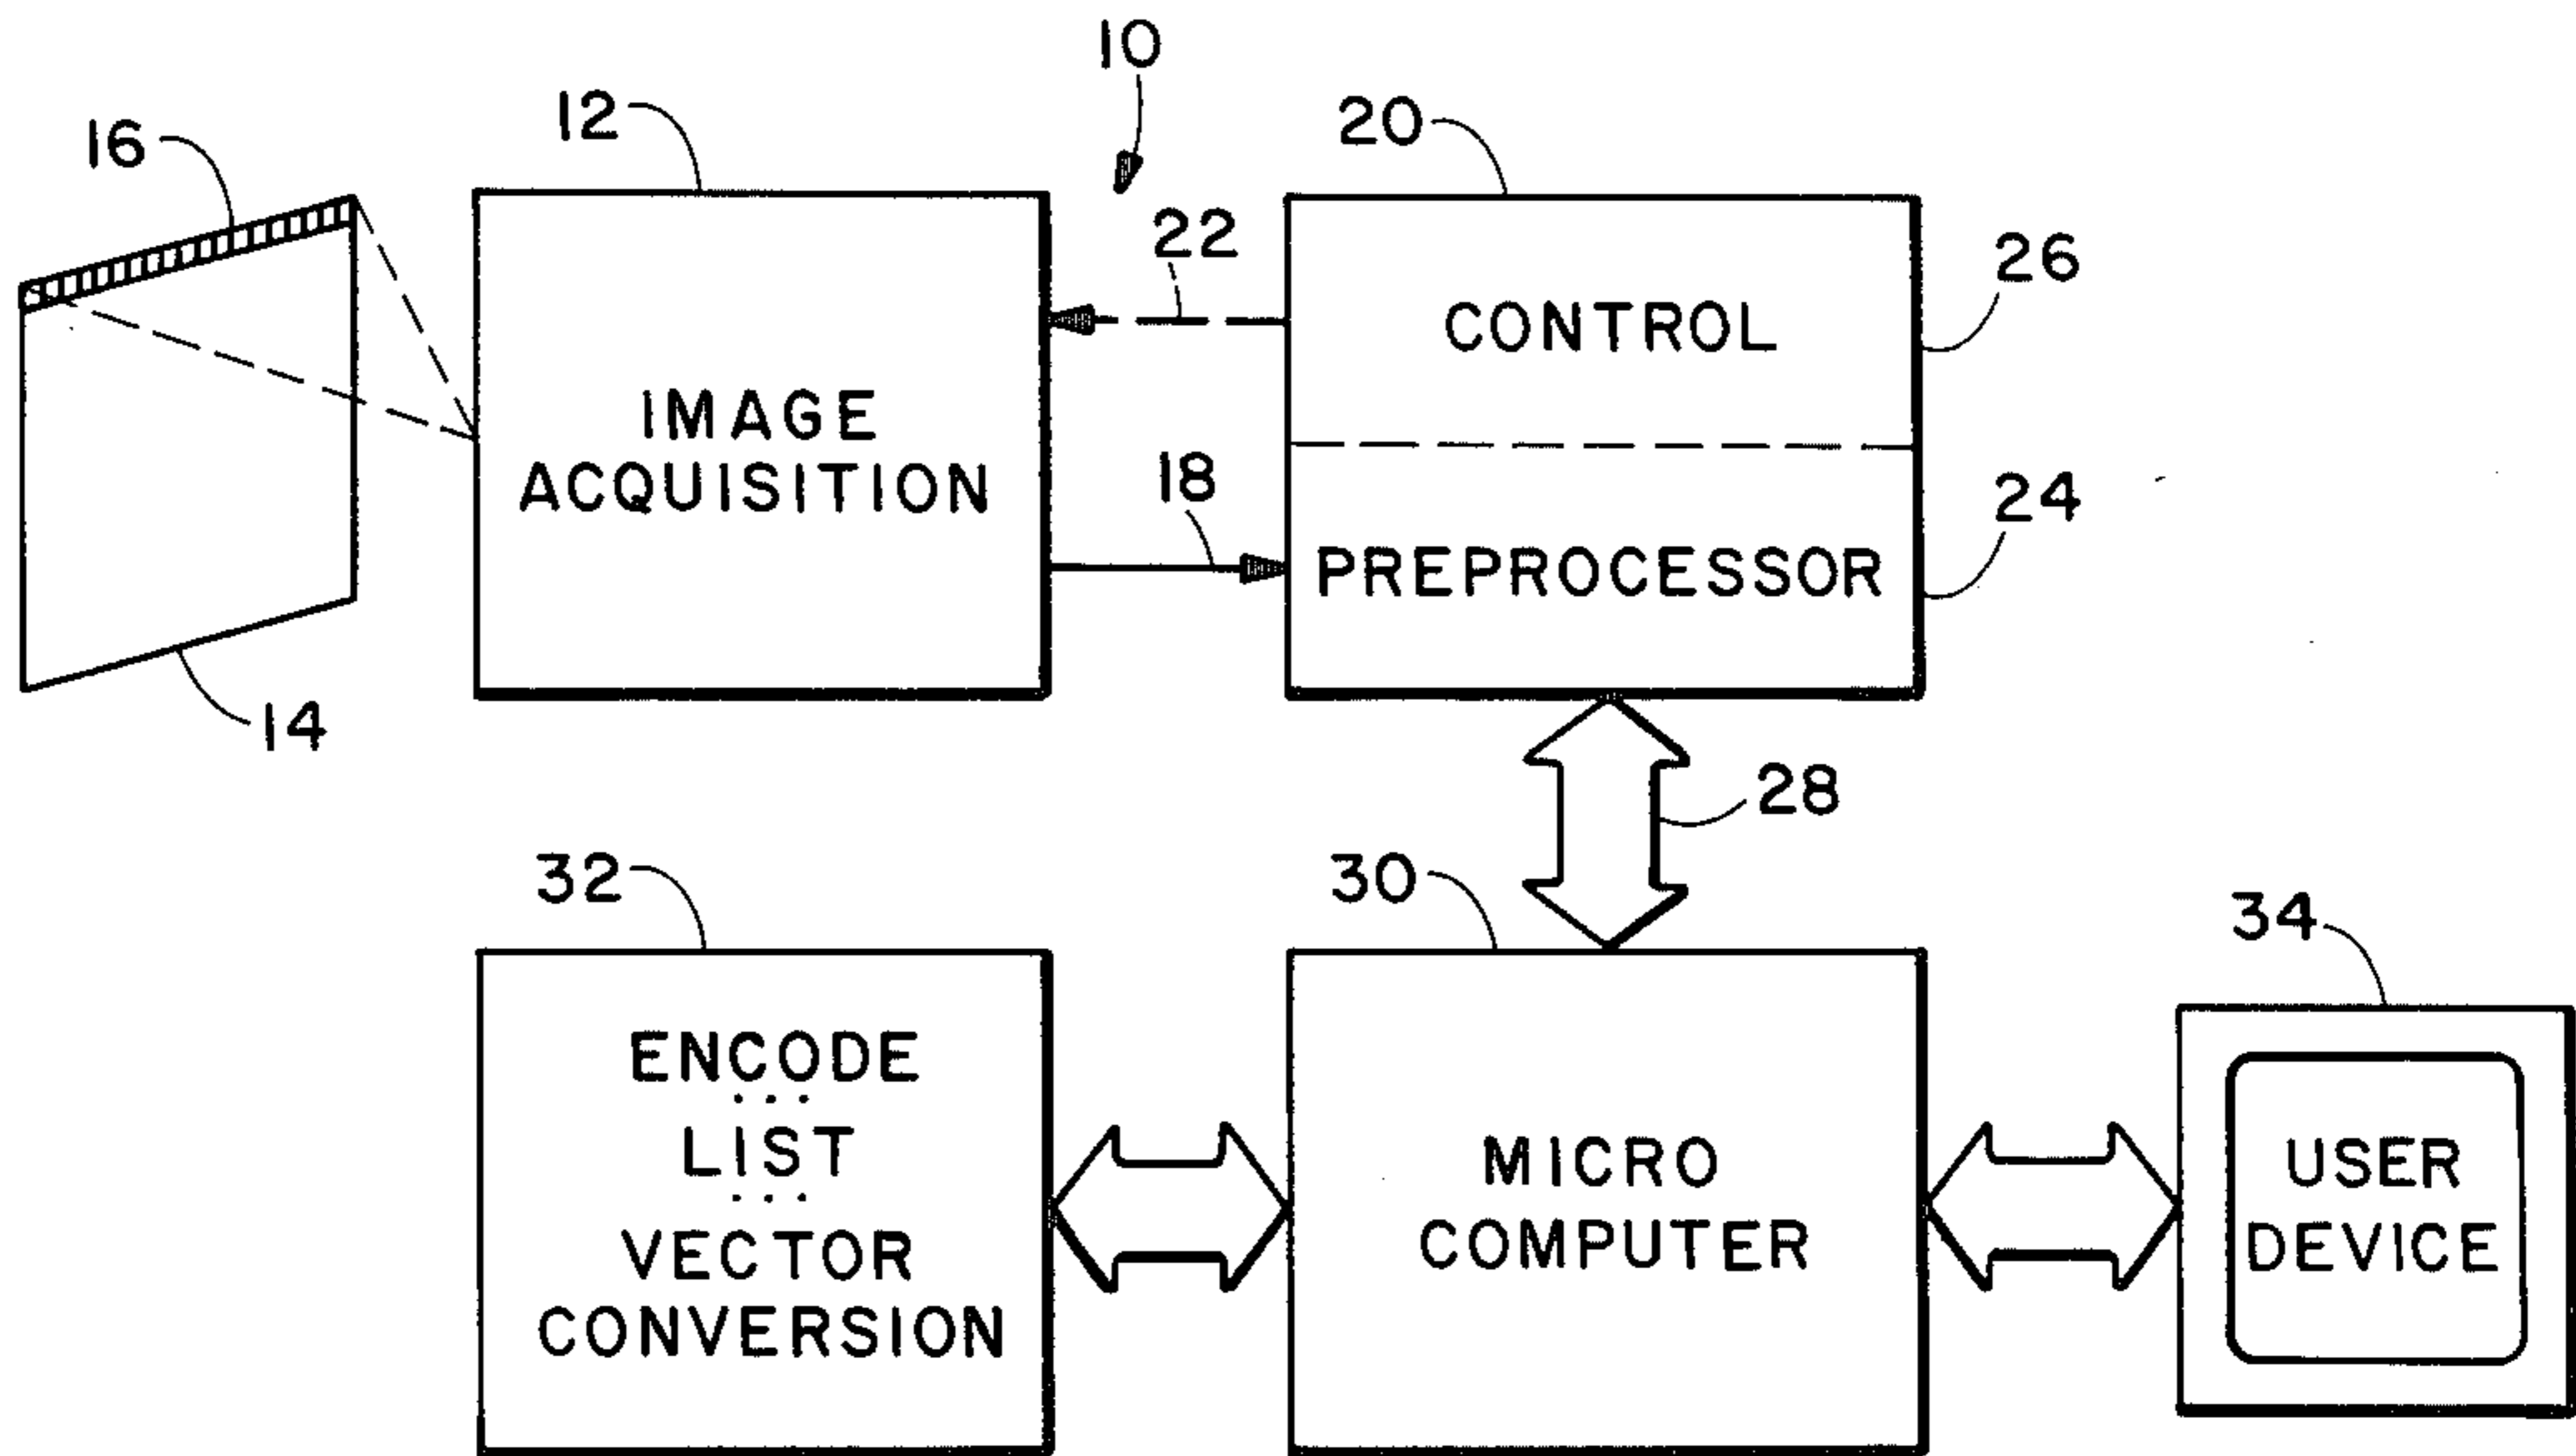 10
12
20
16
22
26
CONTROL
IMAGE
ACQUISITION
18
24
PREPROCESSOR
14
28
32
30
34
ENCODE
...
LIST
...
VECTOR
CONVERSION
MICRO
COMPUTER
USER
DEVICE